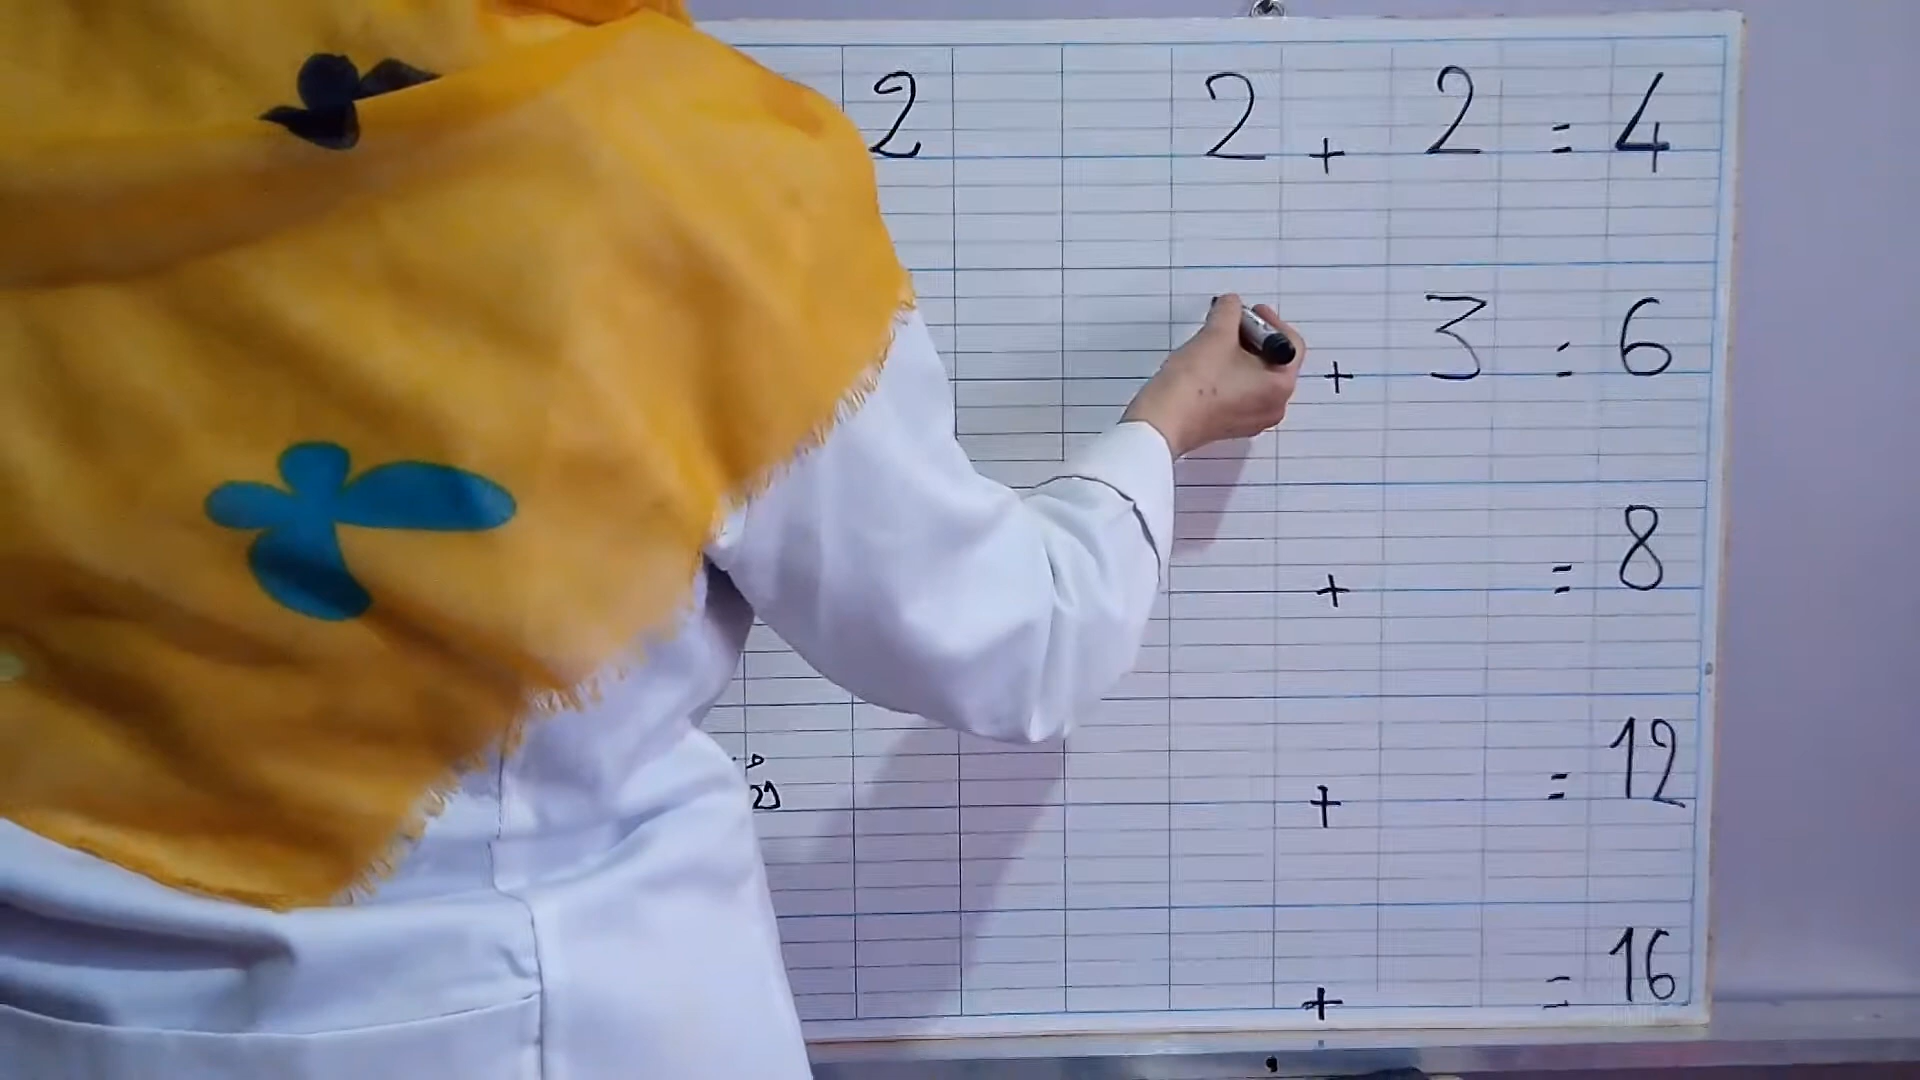 2 2 + 2 = 4
+ 3 = 6
+ = 8
+ = 12
+ = 16